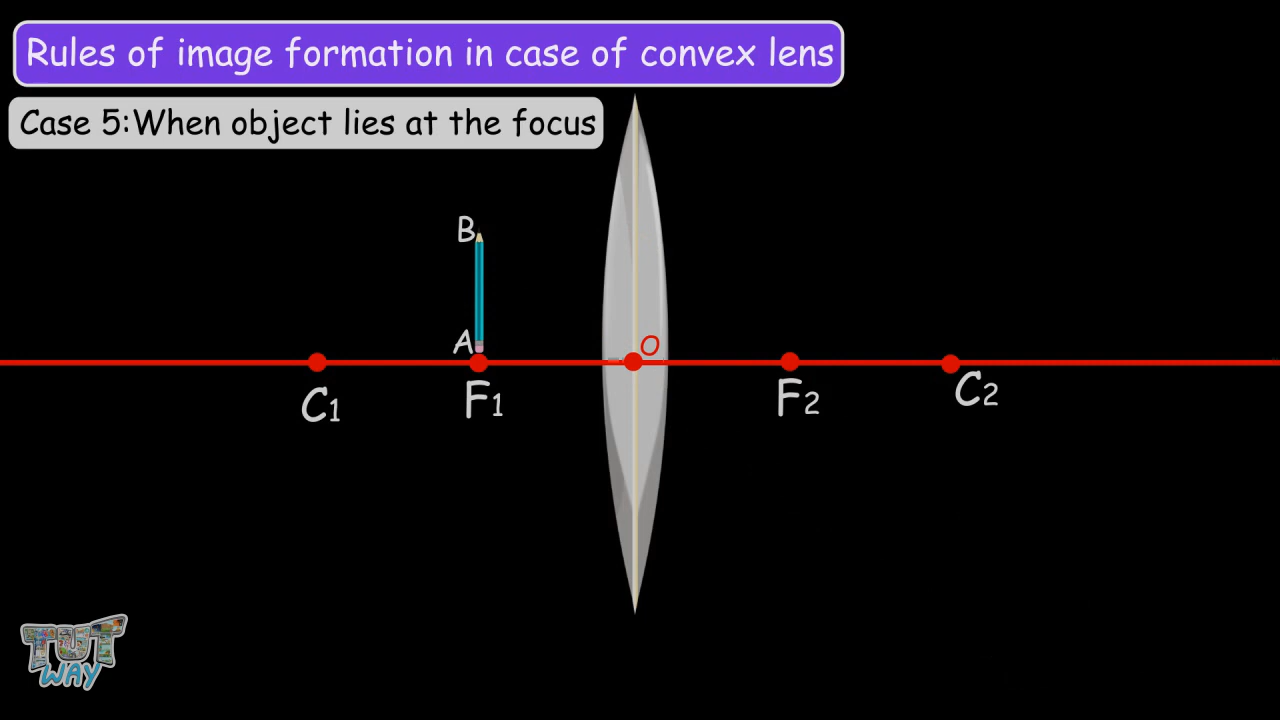 Rules of image formation in case of convex lens
Case 5:When object lies at the focus
B
A
O
C1
F1
F2
C2
TUT
WAY